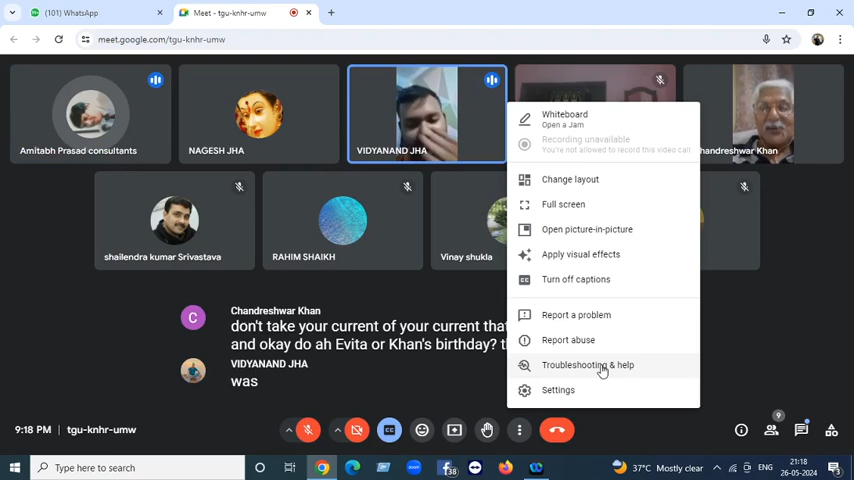 (101) WhatsApp
Meet - tgu-knhr-umw
meet.google.com/tgu-knhr-umw
Amitabh Prasad consultants
NAGESH JHA
VIDYANAND JHA
handreshwar Khan
shailendra kumar Srivastava
RAHIM SHAIKH
Vinay shukla
Whiteboard
Open a Jam
Recording unavailable
You're not allowed to record this video call
Change layout
Full screen
Open picture-in-picture
Apply visual effects
Turn off captions
Report a problem
Report abuse
Troubleshooting & help
Settings
C
Chandreshwar Khan
don't take your current of your current tha
and okay do ah Evita or Khan's birthday? t
VIDYANAND JHA
was
9:18 PM | tgu-knhr-umw
CC
9
Type here to search
38
37°C Mostly clear
ENG
21:18
26-05-2024
3